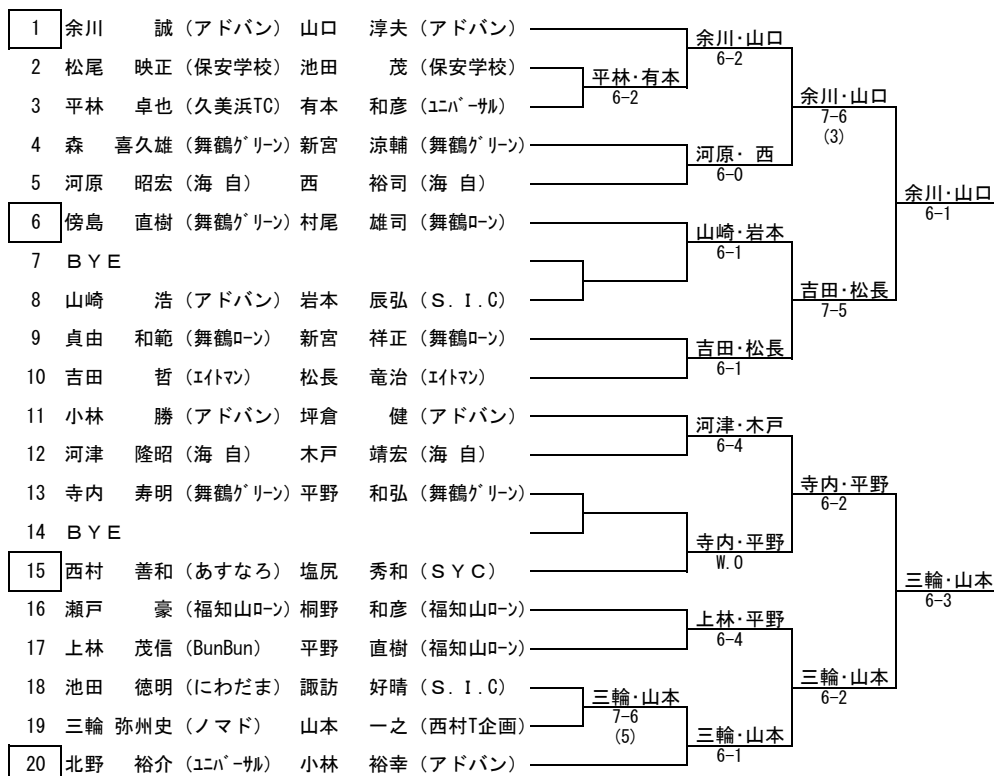 1 余川 誠 (アドバン) 山口 淳夫 (アドバン)
2 松尾 映正 (保安学校) 池田 茂 (保安学校)
3 平林 卓也 (久美浜TC) 有本 和彦 (ﾕﾆﾊﾞｰｻﾙ)
4 森 喜久雄 (舞鶴ｸﾞﾘｰﾝ) 新宮 涼輔 (舞鶴ｸﾞﾘｰﾝ)
5 河原 昭宏 (海 自) 西 裕司 (海 自)
6 傍島 直樹 (舞鶴ｸﾞﾘｰﾝ) 村尾 雄司 (舞鶴ﾛｰﾝ)
7 ＢＹＥ
8 山崎 浩 (アドバン) 岩本 辰弘 (Ｓ.Ｉ.Ｃ)
9 貞由 和範 (舞鶴ﾛｰﾝ) 新宮 祥正 (舞鶴ﾛｰﾝ)
10 吉田 哲 (ｴｲﾄﾏﾝ) 松長 竜治 (ｴｲﾄﾏﾝ)
11 小林 勝 (アドバン) 坪倉 健 (アドバン)
12 河津 隆昭 (海 自) 木戸 靖宏 (海 自)
13 寺内 寿明 (舞鶴ｸﾞﾘｰﾝ) 平野 和弘 (舞鶴ｸﾞﾘｰﾝ)
14 ＢＹＥ
15 西村 善和 (あすなろ) 塩尻 秀和 (ＳＹＣ)
16 瀬戸 豪 (福知山ﾛｰﾝ) 桐野 和彦 (福知山ﾛｰﾝ)
17 上林 茂信 (BunBun) 平野 直樹 (福知山ﾛｰﾝ)
18 池田 徳明 (にわだま) 諏訪 好晴 (Ｓ.Ｉ.Ｃ)
19 三輪 弥州史 (ノマド) 山本 一之 (西村T企画)
20 北野 裕介 (ﾕﾆﾊﾞｰｻﾙ) 小林 裕幸 (アドバン)
平林・有本
6-2
三輪・山本
7-6
(5)
余川・山口
6-2
河原・ 西
6-0
山崎・岩本
6-1
吉田・松長
6-1
河津・木戸
6-4
寺内・平野
W.O
上林・平野
6-4
三輪・山本
6-1
余川・山口
7-6
(3)
吉田・松長
7-5
寺内・平野
6-2
三輪・山本
6-2
余川・山口
6-1
三輪・山本
6-3